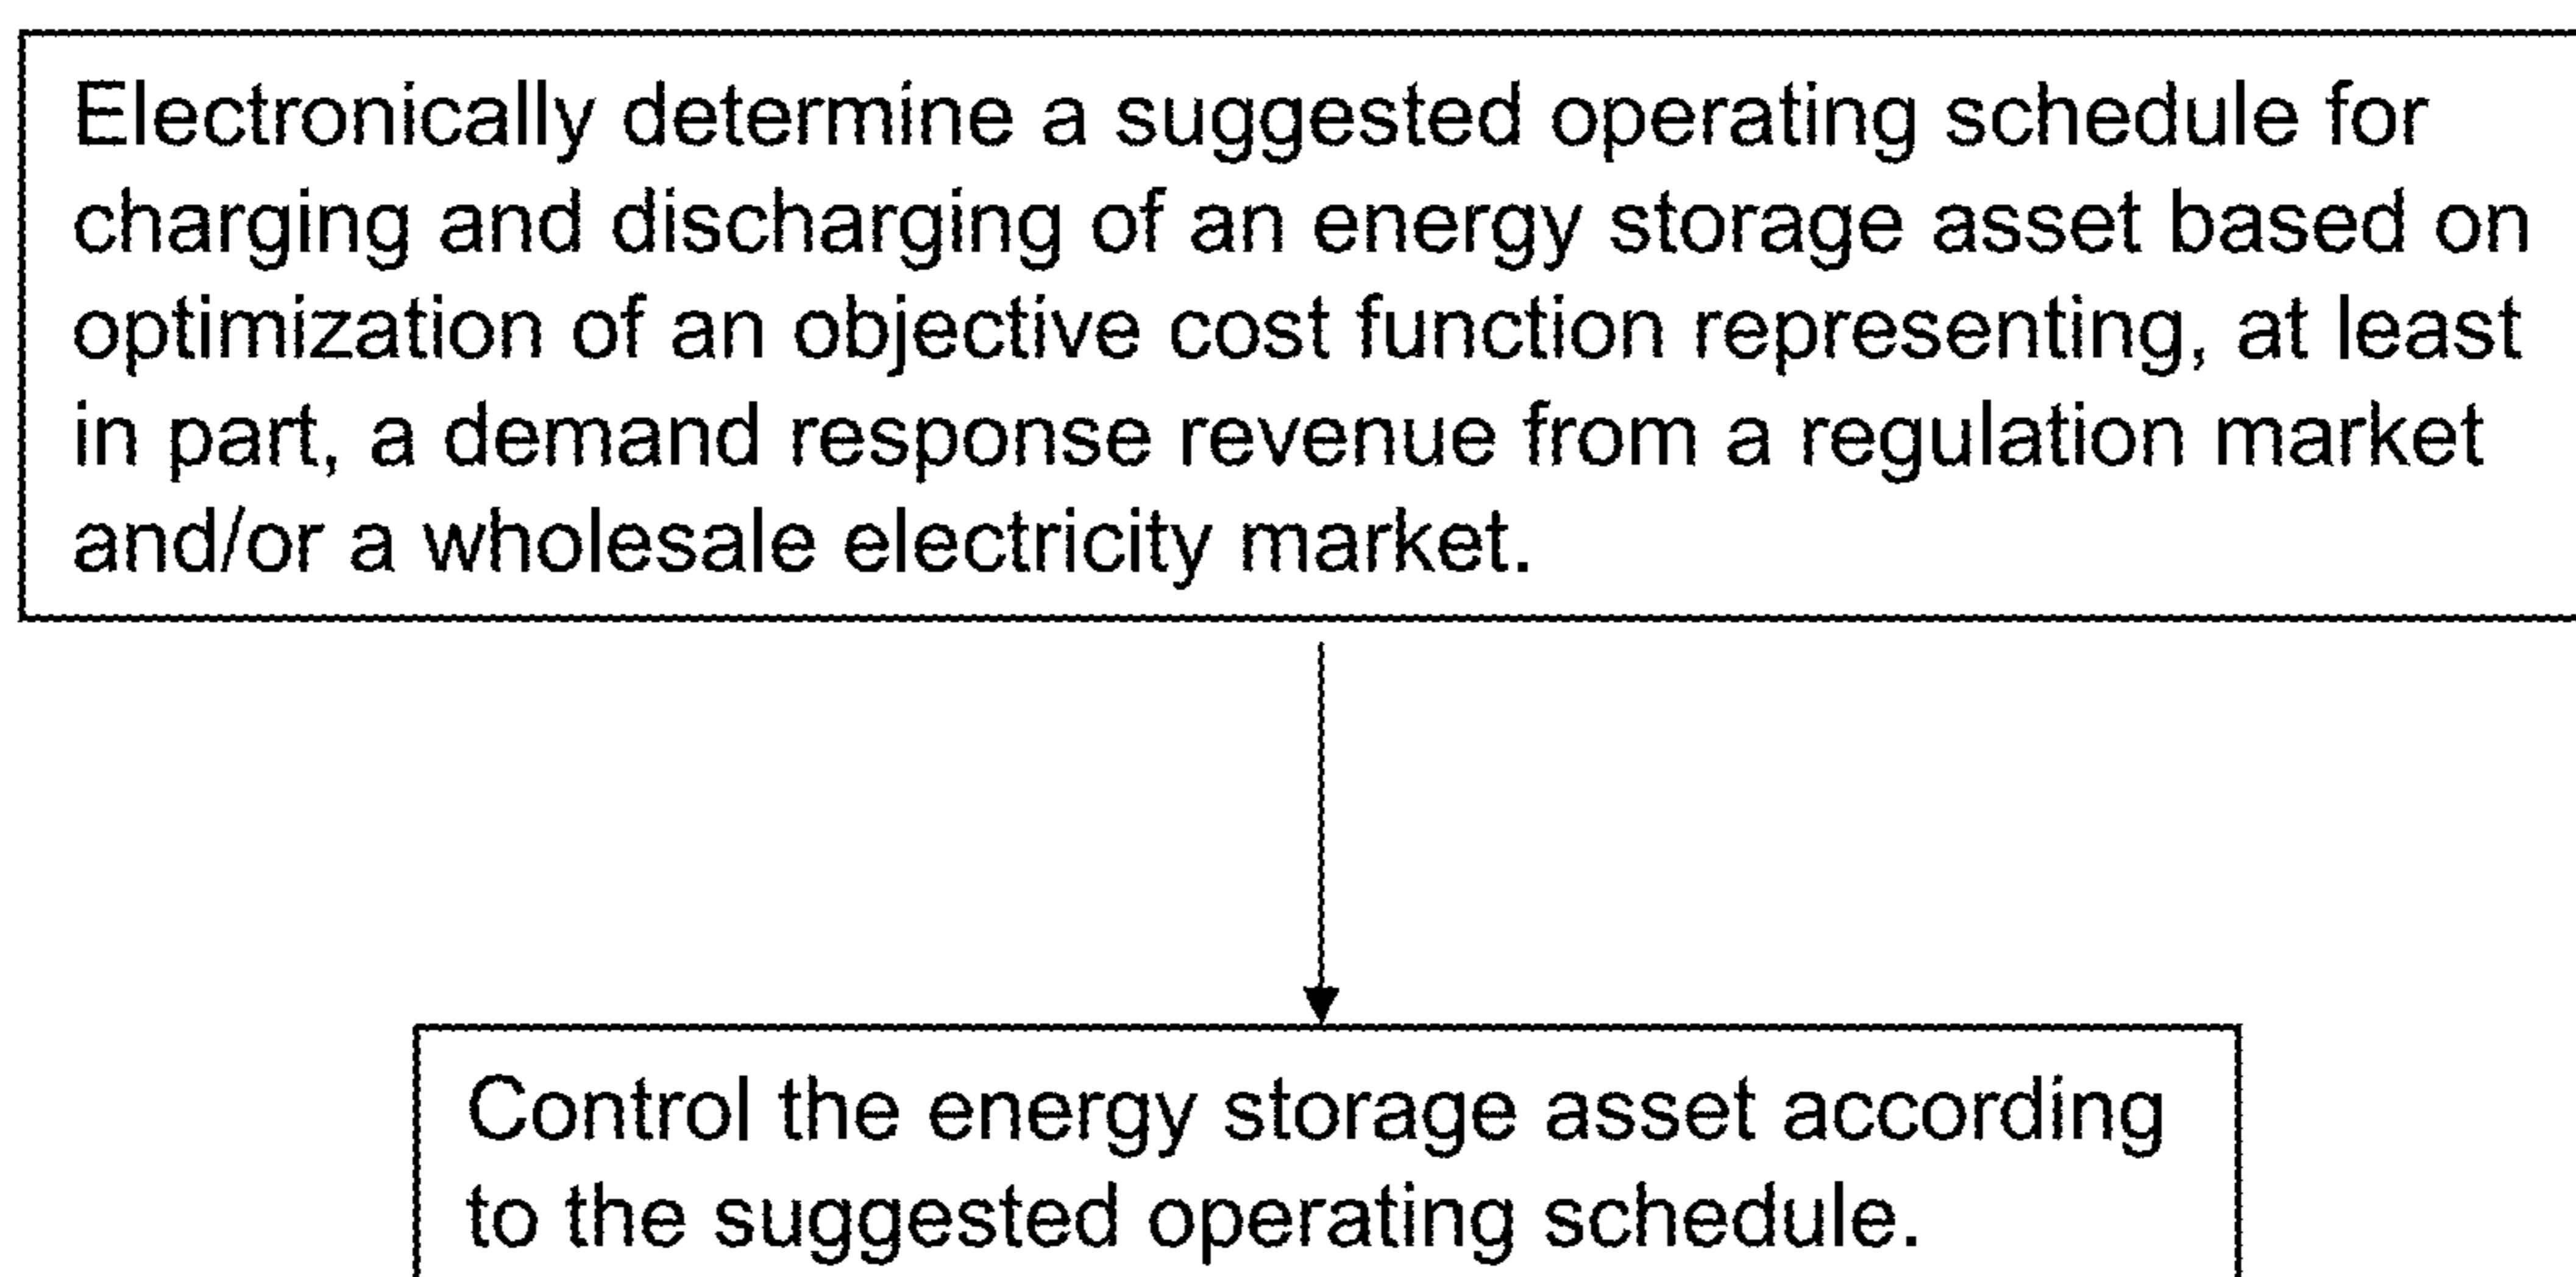 Electronically determine a suggested operating schedule for
charging and discharging of an energy storage asset based on
optimization of an objective cost function representing, at least
in part, a demand response revenue from a regulation market
and/or a wholesale electricity market.
Control the energy storage asset according
to the suggested operating schedule.